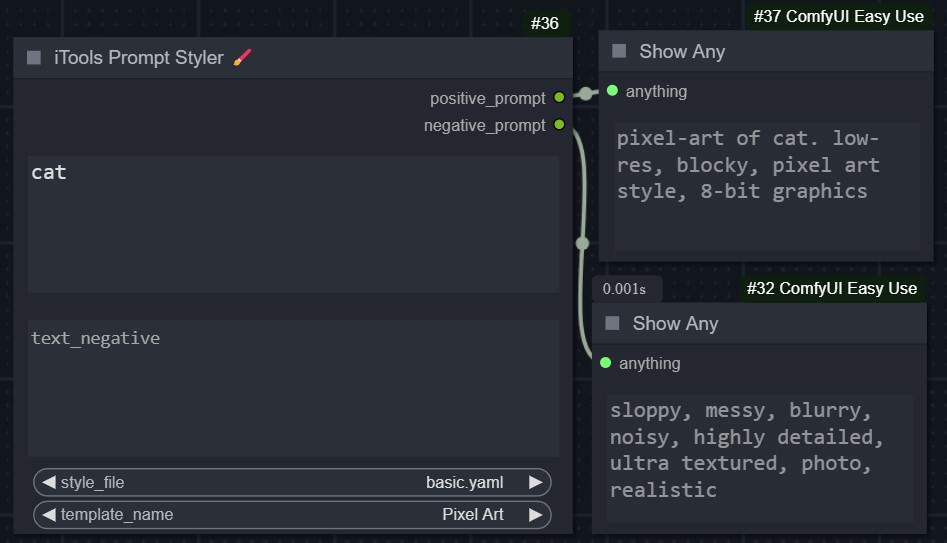 #36
iTools Prompt Styler 🖌️
positive_prompt
negative_prompt
cat
text_negative
style_file basic.yaml
template_name Pixel Art
#37 ComfyUI Easy Use
Show Any
anything
pixel-art of cat. low-
res, blocky, pixel art
style, 8-bit graphics
0.001s
#32 ComfyUI Easy Use
Show Any
anything
sloppy, messy, blurry,
noisy, highly detailed,
ultra textured, photo,
realistic